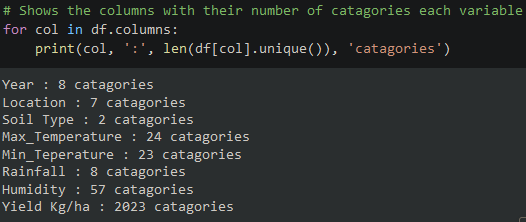 # Shows the columns with their number of catagories each variable
for col in df.columns:
    print(col, ':', len(df[col].unique()), 'catagories')
Year : 8 catagories
Location : 7 catagories
Soil Type : 2 catagories
Max_Temperature : 24 catagories
Min_Teperature : 23 catagories
Rainfall : 8 catagories
Humidity : 57 catagories
Yield Kg/ha : 2023 catagories